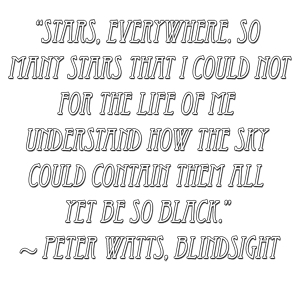 "STARS, EVERYWHERE. SO
MANY STARS THAT I COULD NOT
FOR THE LIFE OF ME
UNDERSTAND HOW THE SKY
COULD CONTAIN THEM ALL
YET BE SO BLACK."
~ PETER WATTS, BLINDSIGHT